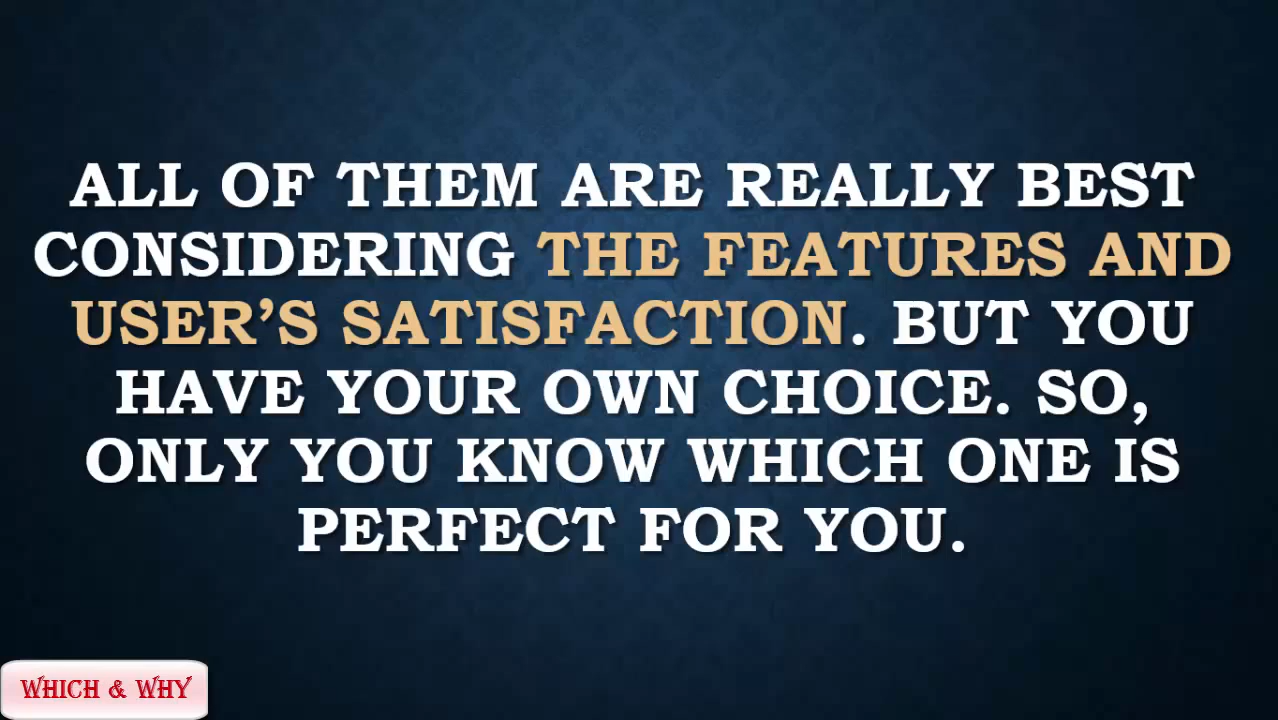 ALL OF THEM ARE REALLY BEST
CONSIDERING THE FEATURES AND
USER’S SATISFACTION. BUT YOU
HAVE YOUR OWN CHOICE. SO,
ONLY YOU KNOW WHICH ONE IS
PERFECT FOR YOU.
WHICH & WHY